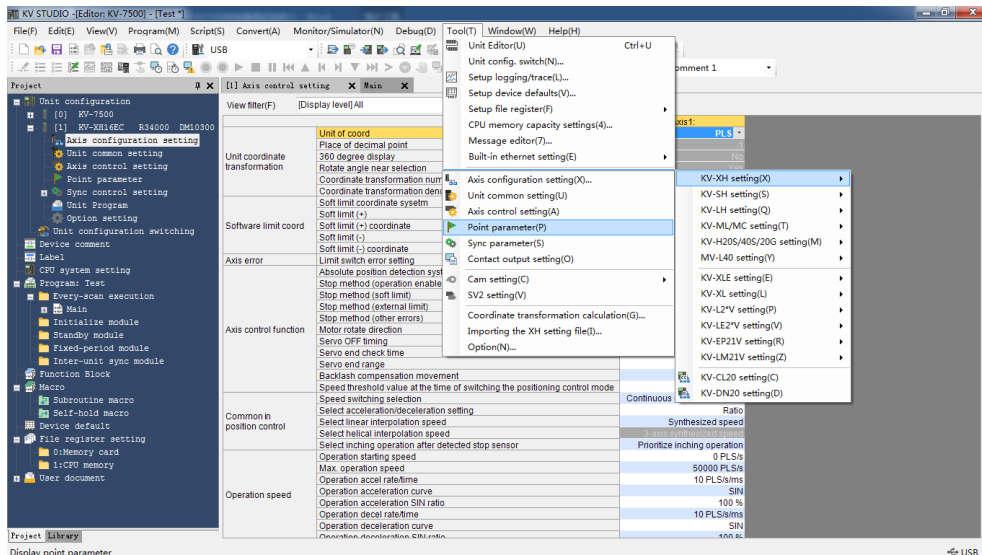 KV STUDIO -[Editor: KV-7500] - [Test *]
File(F) Edit(E) View(V) Program(M) Script(S) Convert(A) Monitor/Simulator(N) Debug(D) Tool(T) Window(W) Help(H)
USB
omment 1
Project
[1] Axis control setting
Main
Unit configuration
[0] KV-7500
[1] KV-XH16EC R34000 DM10300
Axis configuration setting
Unit common setting
Axis control setting
Point parameter
Sync control setting
Unit Program
Option setting
Unit configuration switching
Device comment
Label
CPU system setting
Program: Test
Every-scan execution
Main
Initialize module
Standby module
Fixed-period module
Inter-unit sync module
Function Block
Macro
Subroutine macro
Self-hold macro
Device default
File register setting
0:Memory card
1:CPU memory
User document
Project Library
View filter(F) [Display level] All
Axis1:
Unit coordinate transformation
Unit of coord PLS
Place of decimal point 1
360 degree display No
Rotate angle near selection Yes
Coordinate transformation num
Coordinate transformation deno
Software limit coord
Soft limit coordinate sysetm
Soft limit (+)
Soft limit (+) coordinate
Soft limit (-)
Soft limit (-) coordinate
Axis error
Limit switch error setting
Axis control function
Absolute position detection syst
Stop method (operation enable
Stop method (soft limit)
Stop method (external limit)
Stop method (other errors)
Motor rotate direction
Servo OFF timing
Servo end check time
Servo end range
Backlash compensation movement
Speed threshold value at the time of switching the positioning control mode
Common in position control
Speed switching selection Continuous
Select acceleration/deceleration setting Ratio
Select linear interpolation speed Synthesized speed
Select helical interpolation speed 3-axis synthesized speed
Select inching operation after detected stop sensor Prioritize inching operation
Operation speed
Operation starting speed 0 PLS/s
Max. operation speed 50000 PLS/s
Operation accel rate/time 10 PLS/s/ms
Operation acceleration curve SIN
Operation acceleration SIN ratio 100 %
Operation decel rate/time 10 PLS/s/ms
Operation deceleration curve SIN
Operation deceleration SIN ratio 100 %
Unit Editor(U) Ctrl+U
Unit config. switch(N)...
Setup logging/trace(L)...
Setup device defaults(V)...
Setup file register(F)
CPU memory capacity settings(4)...
Message editor(7)...
Built-in ethernet setting(E)
Axis configuration setting(X)...
Unit common setting(U)
Axis control setting(A)
Point parameter(P)
Sync parameter(S)
Contact output setting(O)
Cam setting(C)
SV2 setting(V)
Coordinate transformation calculation(G)...
Importing the XH setting file(I)...
Option(N)...
KV-XH setting(X)
KV-SH setting(S)
KV-LH setting(Q)
KV-ML/MC setting(T)
KV-H20S/40S/20G setting(M)
MV-L40 setting(Y)
KV-XLE setting(E)
KV-XL setting(L)
KV-L2*V setting(P)
KV-LE2*V setting(V)
KV-EP21V setting(R)
KV-LM21V setting(Z)
KV-CL20 setting(C)
KV-DN20 setting(D)
Display point parameter
USB